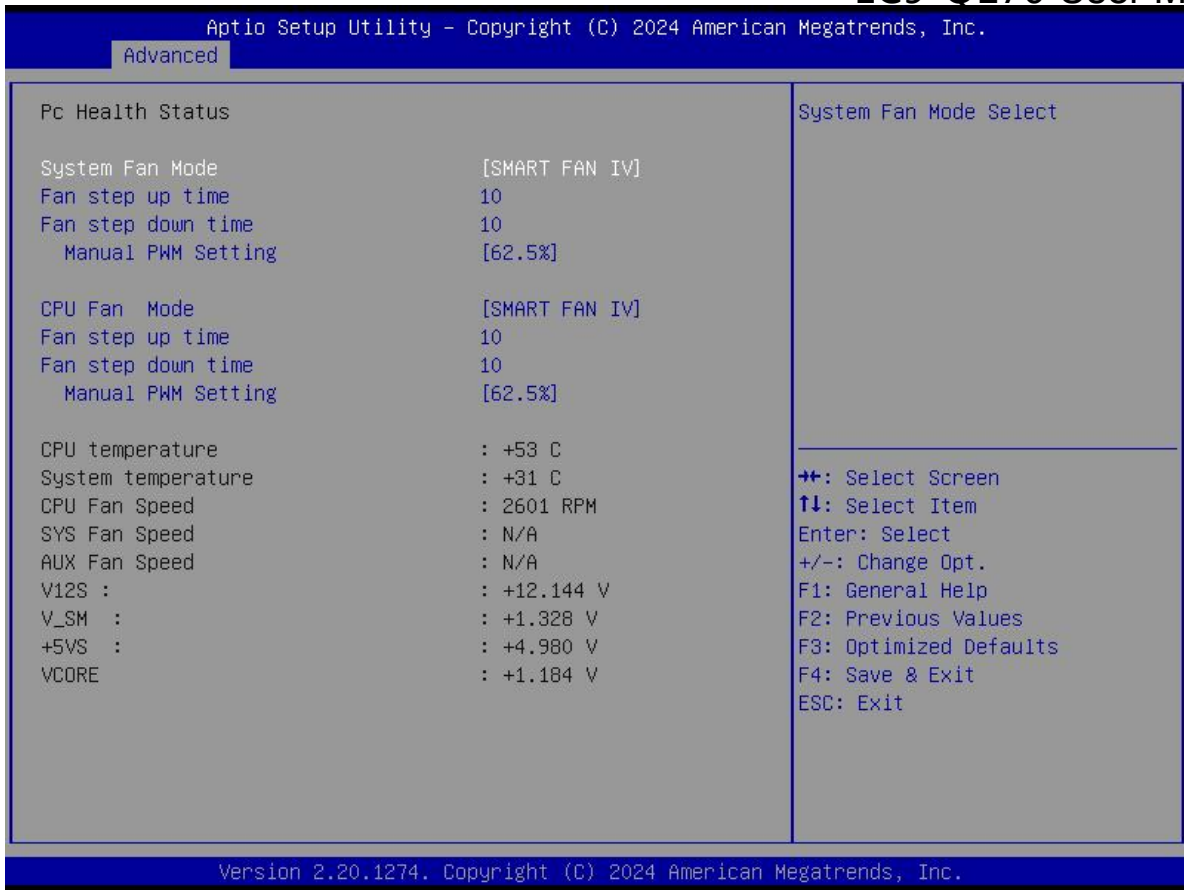 Aptio Setup Utility – Copyright (C) 2024 American Megatrends, Inc.
Advanced
Pc Health Status
System Fan Mode [SMART FAN IV]
Fan step up time 10
Fan step down time 10
Manual PWM Setting [62.5%]
CPU Fan Mode [SMART FAN IV]
Fan step up time 10
Fan step down time 10
Manual PWM Setting [62.5%]
CPU temperature : +53 C
System temperature : +31 C
CPU Fan Speed : 2601 RPM
SYS Fan Speed : N/A
AUX Fan Speed : N/A
V12S : : +12.144 V
V_SM : : +1.328 V
+5VS : : +4.980 V
VCORE : +1.184 V
System Fan Mode Select
→←: Select Screen
↑↓: Select Item
Enter: Select
+/-: Change Opt.
F1: General Help
F2: Previous Values
F3: Optimized Defaults
F4: Save & Exit
ESC: Exit
Version 2.20.1274. Copyright (C) 2024 American Megatrends, Inc.